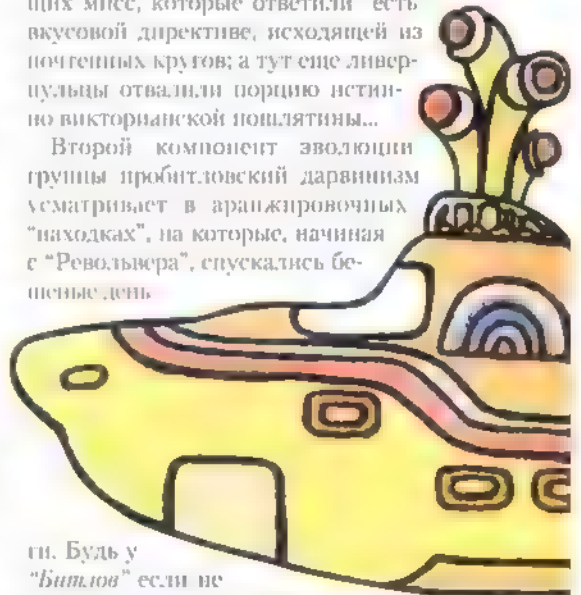 щих мисс, которые ответили "есть"
вкусовой директиве, исходящей из
почтенных кругов; а тут еще ливер-
пульцы отвалили порцию истин-
но викторианской пошлятины...
Второй компонент эволюции
группы пробитловский дарвинизм
усматривает в аранжировочных
"находках", на которые, начиная
с "Револьвера", спускались бе-
шеные день
ги. Будь у
"Битлов" если не